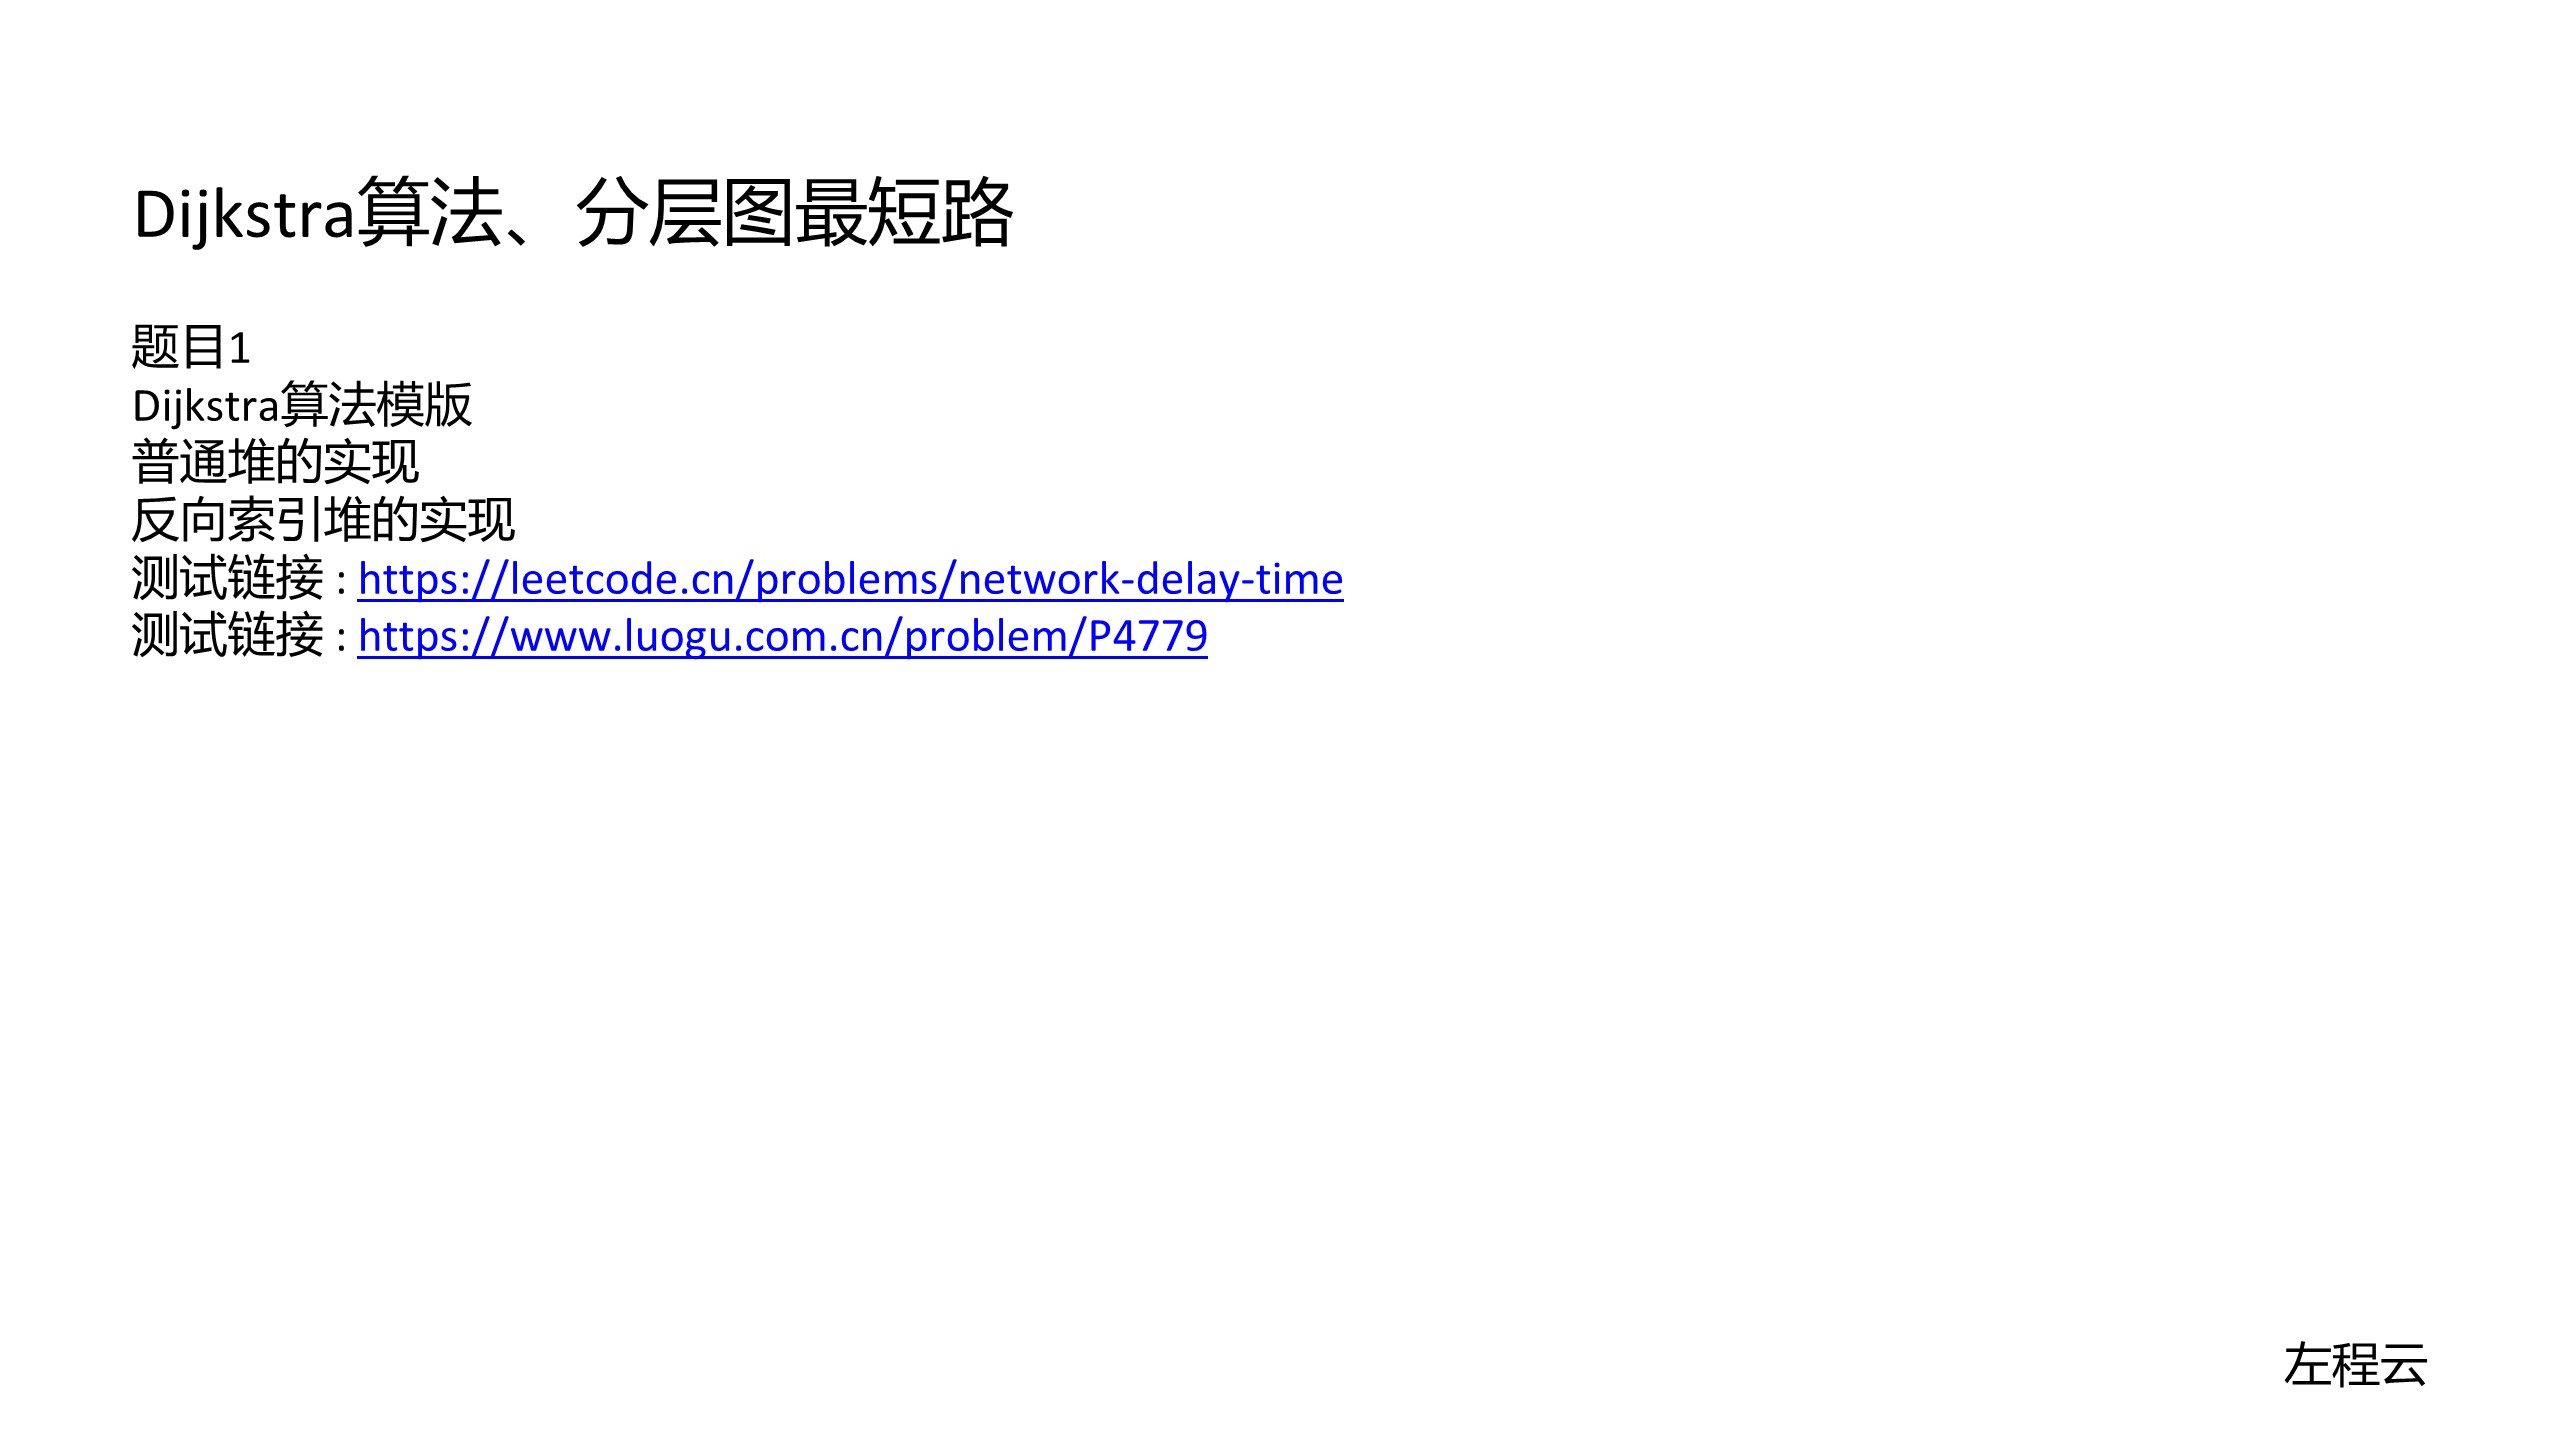 Dijkstra算法、分层图最短路
题目1
Dijkstra算法模版
普通堆的实现
反向索引堆的实现
测试链接 : https://leetcode.cn/problems/network-delay-time
测试链接 : https://www.luogu.com.cn/problem/P4779
左程云